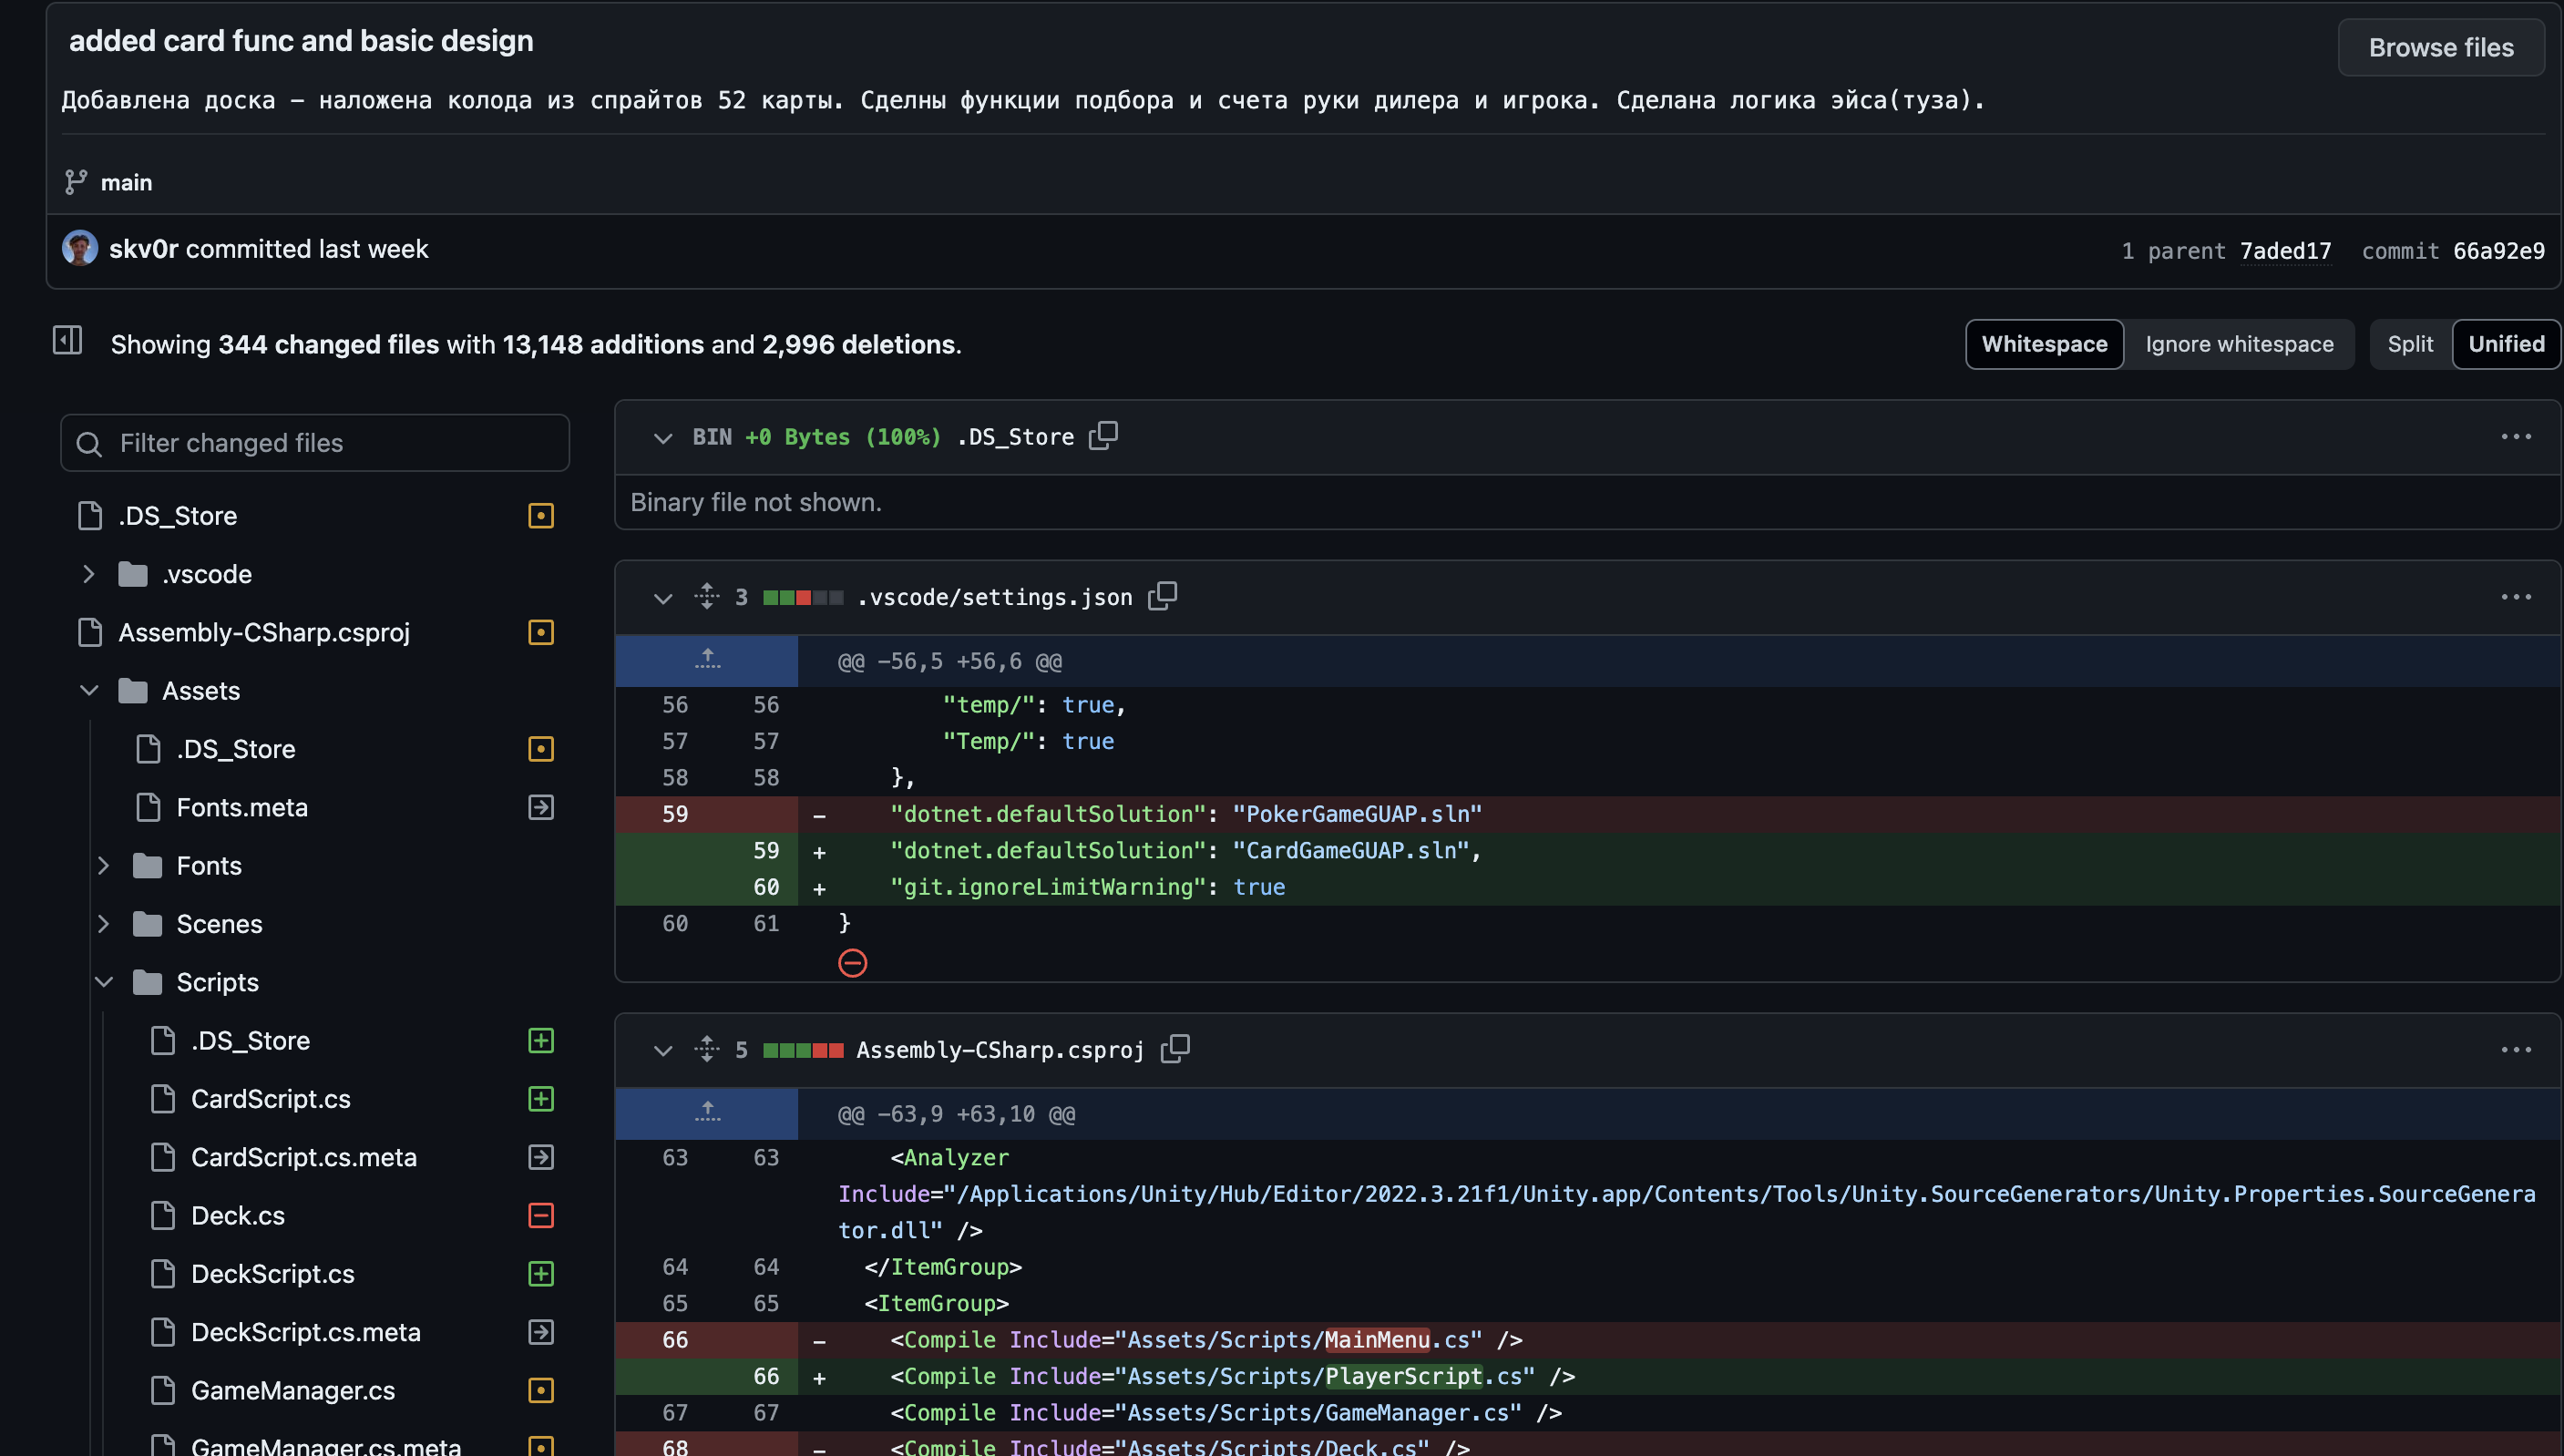 added card func and basic design
Browse files
Добавлена доска – наложена колода из спрайтов 52 карты. Сделны функции подбора и счета руки дилера и игрока. Сделана логика эйса(туза).
main
skv0r committed last week
1 parent 7aded17 commit 66a92e9
Showing 344 changed files with 13,148 additions and 2,996 deletions.
Whitespace Ignore whitespace Split Unified
Filter changed files
.DS_Store
.vscode
Assembly-CSharp.csproj
Assets
.DS_Store
Fonts.meta
Fonts
Scenes
Scripts
.DS_Store
CardScript.cs
CardScript.cs.meta
Deck.cs
DeckScript.cs
DeckScript.cs.meta
GameManager.cs
GameManager.cs.meta
BIN +0 Bytes (100%) .DS_Store
Binary file not shown.
3 .vscode/settings.json
@@ -56,5 +56,6 @@
56 56 "temp/": true,
57 57 "Temp/": true
58 58 },
59 - "dotnet.defaultSolution": "PokerGameGUAP.sln"
59 + "dotnet.defaultSolution": "CardGameGUAP.sln",
60 + "git.ignoreLimitWarning": true
60 61 }
5 Assembly-CSharp.csproj
@@ -63,9 +63,10 @@
63 63 <Analyzer
Include="/Applications/Unity/Hub/Editor/2022.3.21f1/Unity.app/Contents/Tools/Unity.SourceGenerators/Unity.Properties.SourceGenera
tor.dll" />
64 64 </ItemGroup>
65 65 <ItemGroup>
66 - <Compile Include="Assets/Scripts/MainMenu.cs" />
66 + <Compile Include="Assets/Scripts/PlayerScript.cs" />
67 67 <Compile Include="Assets/Scripts/GameManager.cs" />
68 - <Compile Include="Assets/Scripts/Deck.cs" />